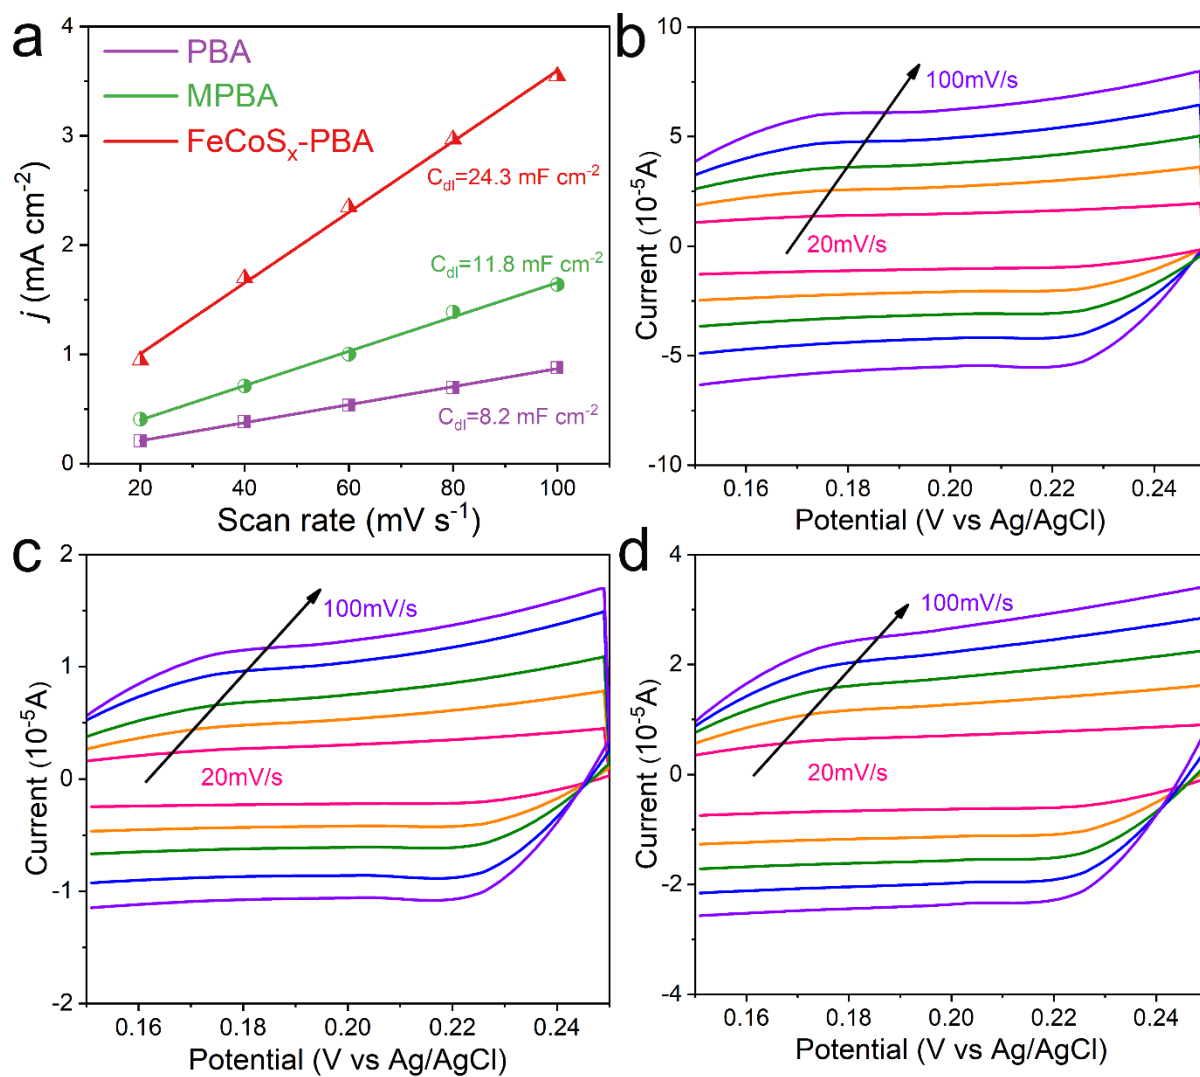 a
4
3
2
1
0
j (mA cm-2)
PBA
MPBA
FeCoSx-PBA
Cdl=24.3 mF cm-2
Cdl=11.8 mF cm-2
Cdl=8.2 mF cm-2
20 40 60 80 100
Scan rate (mV s-1)
b
10
5
0
-5
-10
Current (10-5A)
100mV/s
20mV/s
0.16 0.18 0.20 0.22 0.24
Potential (V vs Ag/AgCl)
c
2
1
0
-1
-2
Current (10-5A)
100mV/s
20mV/s
0.16 0.18 0.20 0.22 0.24
Potential (V vs Ag/AgCl)
d
4
2
0
-2
-4
Current (10-5A)
100mV/s
20mV/s
0.16 0.18 0.20 0.22 0.24
Potential (V vs Ag/AgCl)